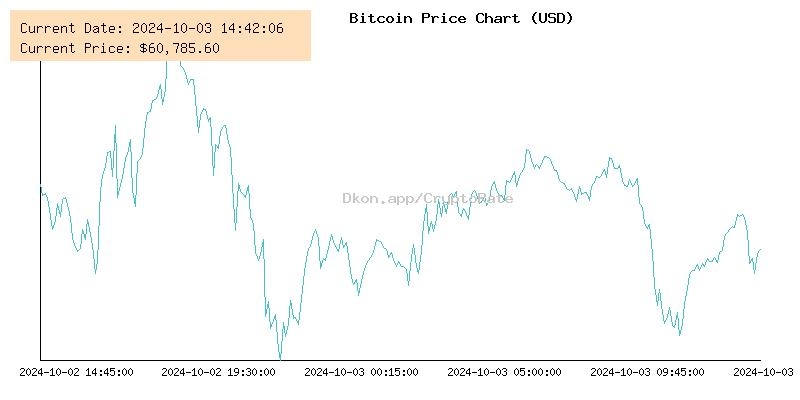 Bitcoin Price Chart (USD)
Current Date: 2024-10-03 14:42:06
Current Price: $60,785.60
Dkon.app/CryptoRate
2024-10-02 14:45:00 2024-10-02 19:30:00 2024-10-03 00:15:00 2024-10-03 05:00:00 2024-10-03 09:45:00 2024-10-03